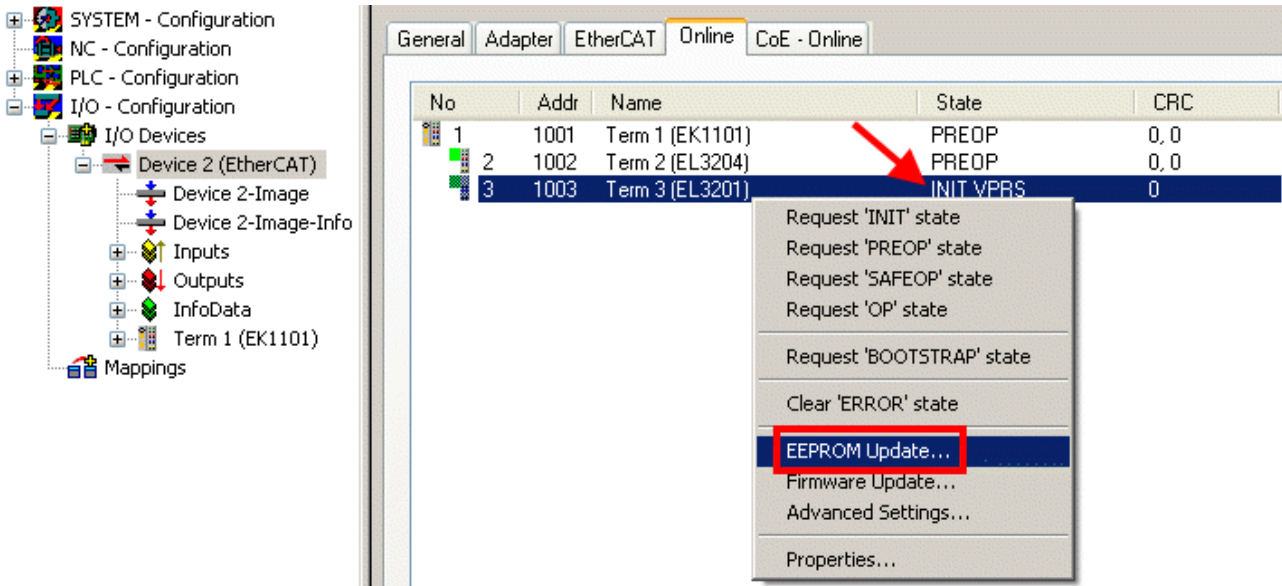 SYSTEM - Configuration
NC - Configuration
PLC - Configuration
I/O - Configuration
I/O Devices
Device 2 (EtherCAT)
Device 2-Image
Device 2-Image-Info
Inputs
Outputs
InfoData
Term 1 (EK1101)
Mappings
General Adapter EtherCAT Online CoE - Online
No Addr Name State CRC
1 1001 Term 1 (EK1101) PREOP 0, 0
2 1002 Term 2 (EL3204) PREOP 0, 0
3 1003 Term 3 (EL3201) INIT VPRS 0
Request 'INIT' state
Request 'PREOP' state
Request 'SAFEOP' state
Request 'OP' state
Request 'BOOTSTRAP' state
Clear 'ERROR' state
EEPROM Update...
Firmware Update...
Advanced Settings...
Properties...